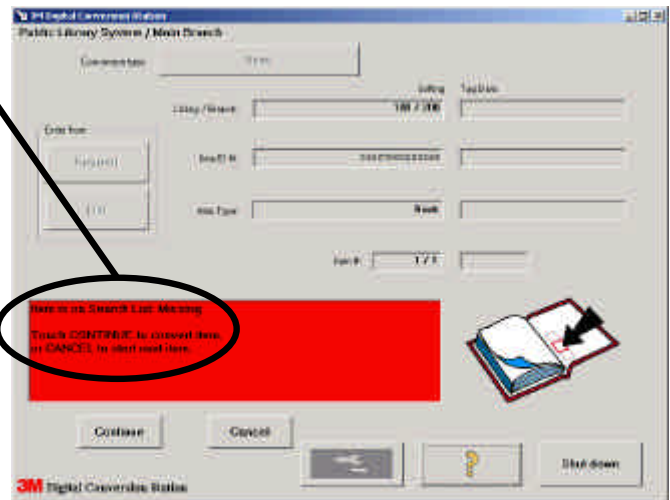 3M Digital Conversion Station
Public Library System / Main Branch
Conversion type
Setting
Tag Data
Library / Branch
100 / 200
Enter from
Item ID #:
Item Type:
Book
Item #:
1 / 1
Item is on Search List: Missing
Touch CONTINUE to convert item,
or CANCEL to start next item.
Continue
Cancel
?
Shut down
3M Digital Conversion Station